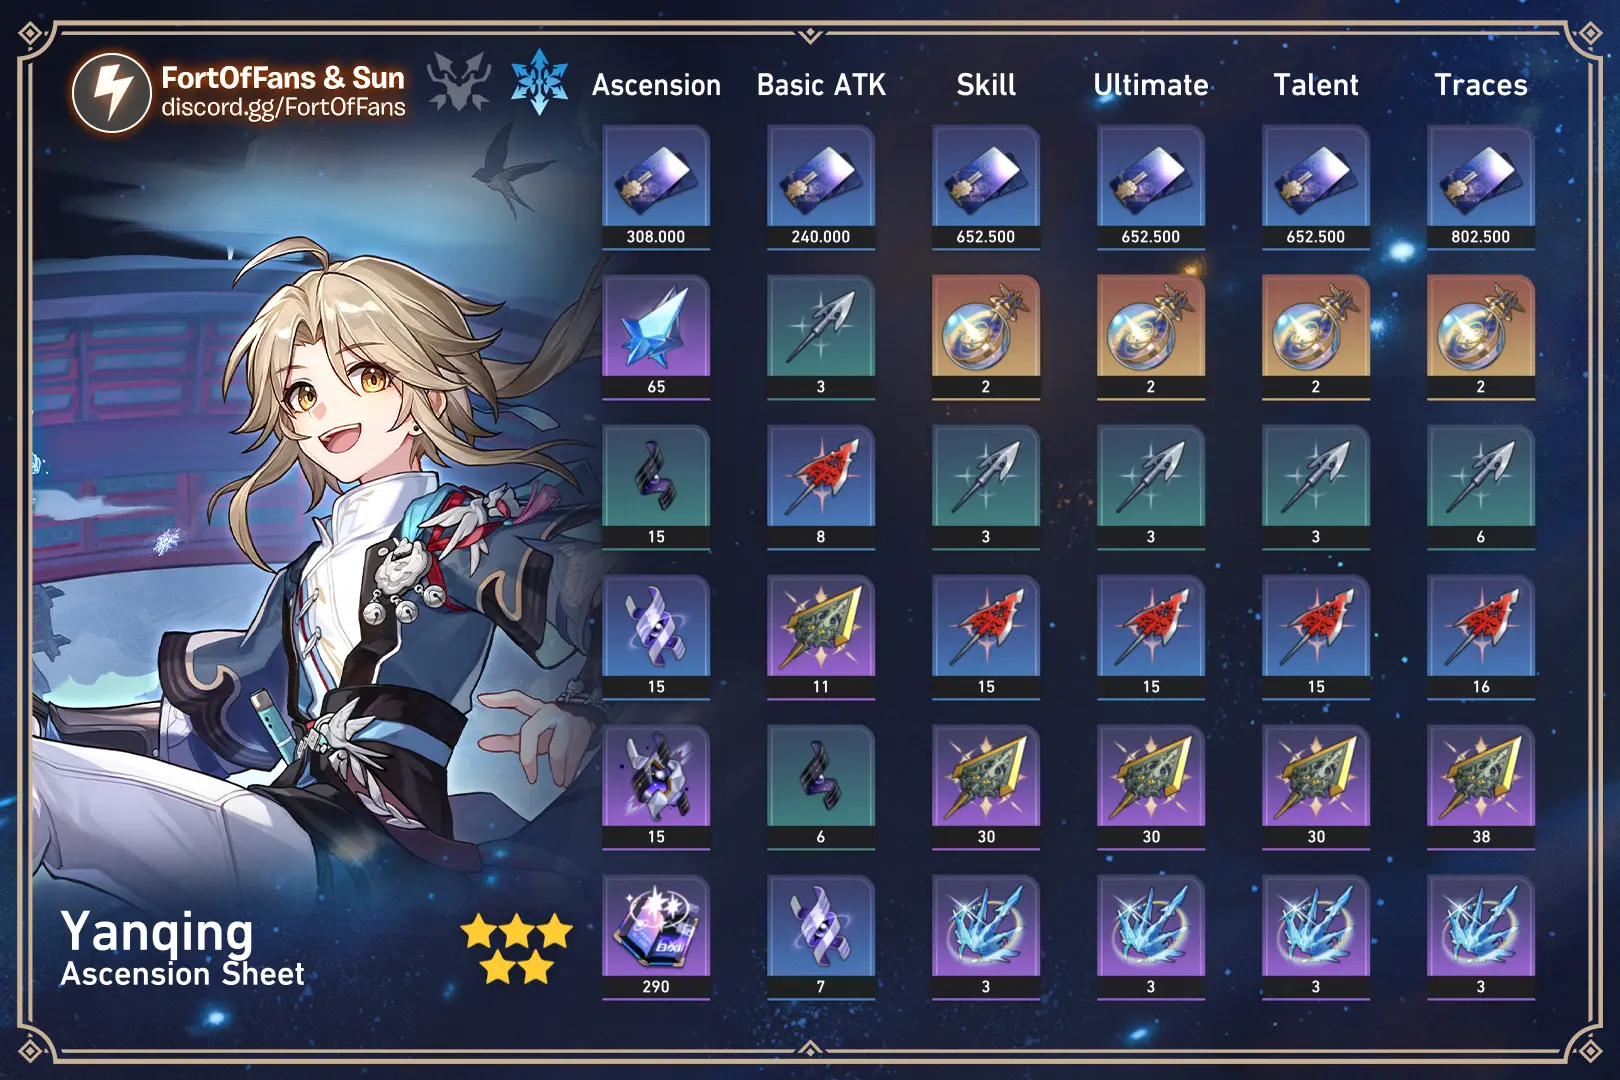 FortOfFans & Sun
discord.gg/FortOfFans
Ascension Basic ATK Skill Ultimate Talent Traces
308.000 240.000 652.500 652.500 652.500 802.500
65 3 2 2 2 2
15 8 3 3 3 6
15 11 15 15 15 16
15 6 30 30 30 38
290 7 3 3 3 3
Yanqing
Ascension Sheet